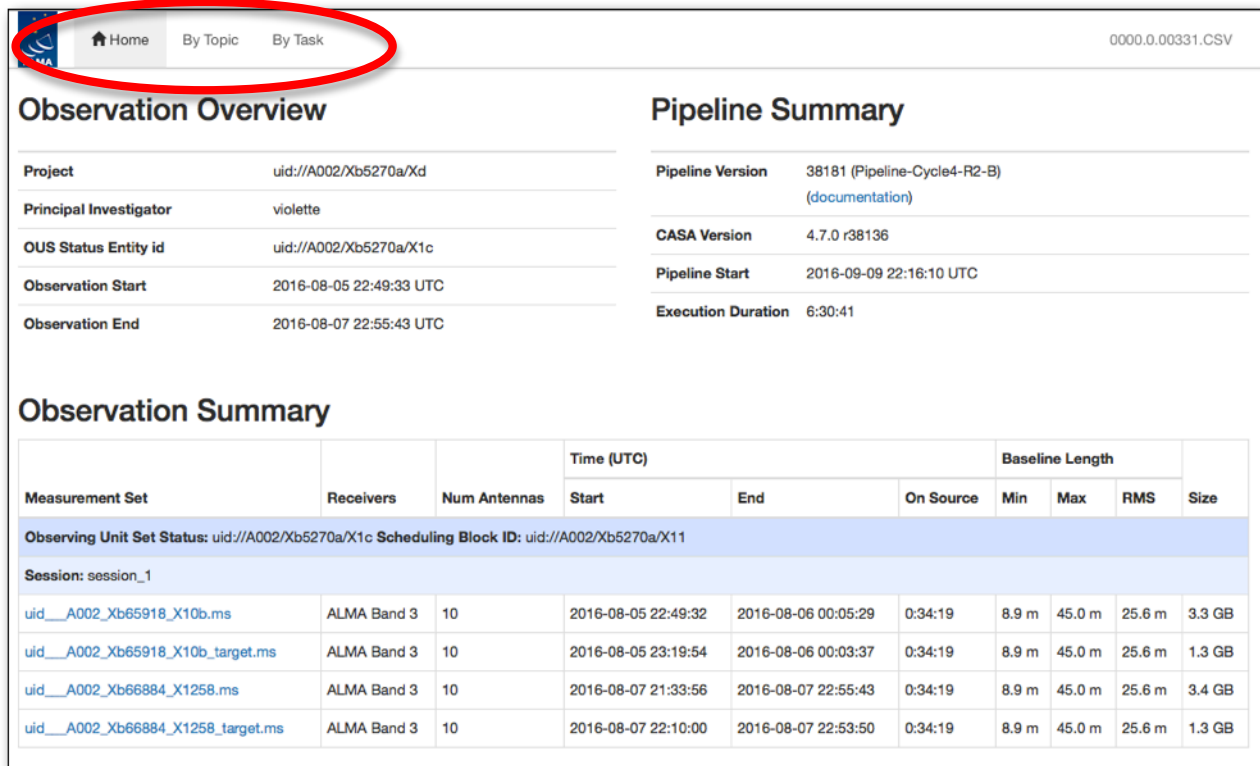 Home By Topic By Task 0000.0.00331.CSV
Observation Overview
Project uid://A002/Xb5270a/Xd
Principal Investigator violette
OUS Status Entity id uid://A002/Xb5270a/X1c
Observation Start 2016-08-05 22:49:33 UTC
Observation End 2016-08-07 22:55:43 UTC
Pipeline Summary
Pipeline Version 38181 (Pipeline-Cycle4-R2-B)
(documentation)
CASA Version 4.7.0 r38136
Pipeline Start 2016-09-09 22:16:10 UTC
Execution Duration 6:30:41
Observation Summary
Time (UTC) Baseline Length
Measurement Set Receivers Num Antennas Start End On Source Min Max RMS Size
Observing Unit Set Status: uid://A002/Xb5270a/X1c Scheduling Block ID: uid://A002/Xb5270a/X11
Session: session_1
uid___A002_Xb65918_X10b.ms ALMA Band 3 10 2016-08-05 22:49:32 2016-08-06 00:05:29 0:34:19 8.9 m 45.0 m 25.6 m 3.3 GB
uid___A002_Xb65918_X10b_target.ms ALMA Band 3 10 2016-08-05 23:19:54 2016-08-06 00:03:37 0:34:19 8.9 m 45.0 m 25.6 m 1.3 GB
uid___A002_Xb66884_X1258.ms ALMA Band 3 10 2016-08-07 21:33:56 2016-08-07 22:55:43 0:34:19 8.9 m 45.0 m 25.6 m 3.4 GB
uid___A002_Xb66884_X1258_target.ms ALMA Band 3 10 2016-08-07 22:10:00 2016-08-07 22:53:50 0:34:19 8.9 m 45.0 m 25.6 m 1.3 GB